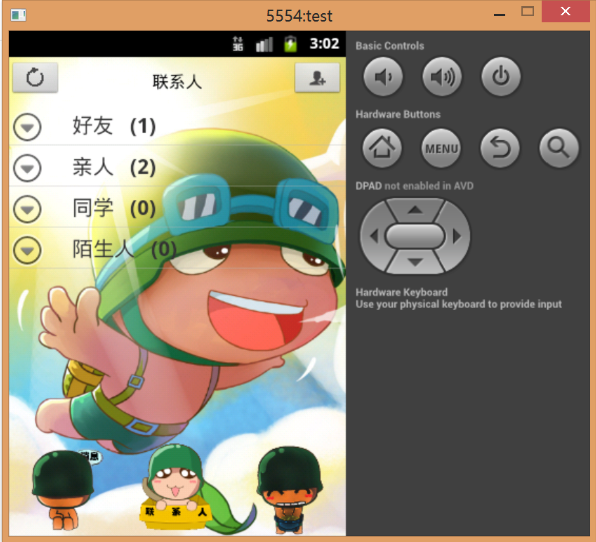 5554:test
3G 3:02
联系人
好友 (1)
亲人 (2)
同学 (0)
陌生人 (0)
消息
联系人
Basic Controls
Hardware Buttons
MENU
DPAD not enabled in AVD
Hardware Keyboard
Use your physical keyboard to provide input